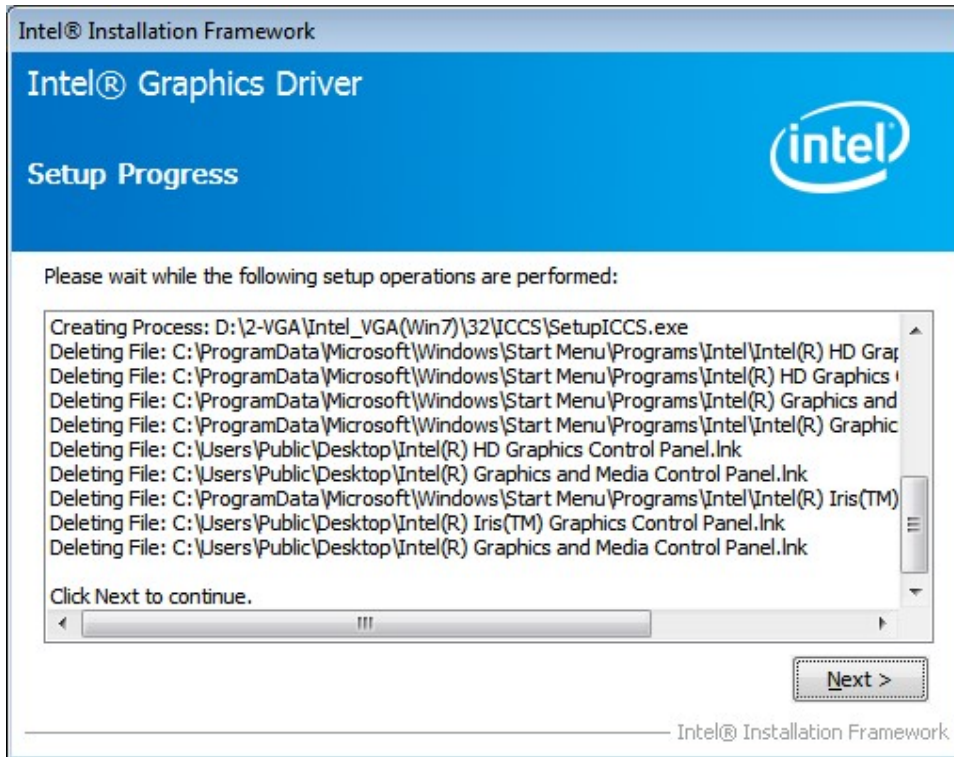 Intel® Installation Framework
Intel® Graphics Driver
intel
Setup Progress
Please wait while the following setup operations are performed:
Creating Process: D:\2-VGA\Intel_VGA(Win7)\32\ICCS\SetupICCS.exe
Deleting File: C:\ProgramData\Microsoft\Windows\Start Menu\Programs\Intel\Intel(R) HD
Deleting File: C:\ProgramData\Microsoft\Windows\Start Menu\Programs\Intel(R) HD Graphics
Deleting File: C:\ProgramData\Microsoft\Windows\Start Menu\Programs\Intel(R) Graphics and
Deleting File: C:\ProgramData\Microsoft\Windows\Start Menu\Programs\Intel\Intel(R) Graphic
Deleting File: C:\Users\Public\Desktop\Intel(R) HD Graphics Control Panel.lnk
Deleting File: C:\Users\Public\Desktop\Intel(R) Graphics and Media Control Panel.lnk
Deleting File: C:\ProgramData\Microsoft\Windows\Start Menu\Programs\Intel\Intel(R) Iris(TM)
Deleting File: C:\Users\Public\Desktop\Intel(R) Iris(TM) Graphics Control Panel.lnk
Deleting File: C:\Users\Public\Desktop\Intel(R) Graphics and Media Control Panel.lnk
Click Next to continue.
Next >
Intel® Installation Framework